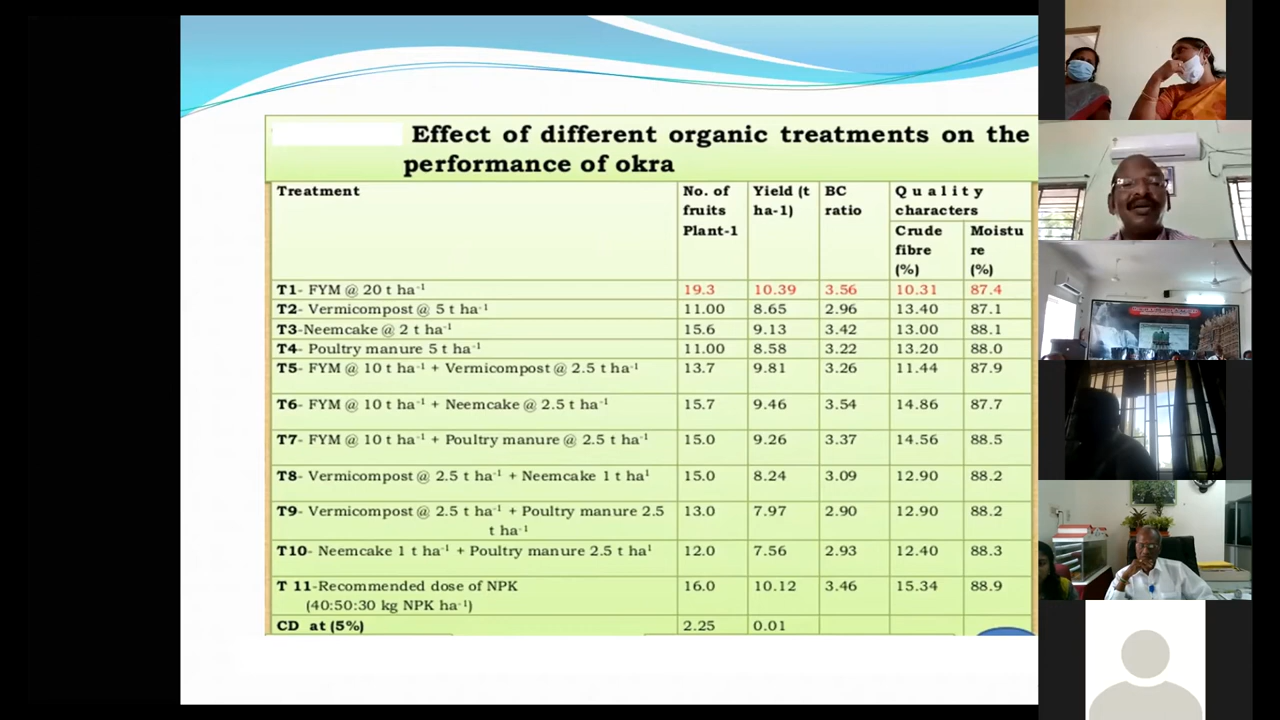 Effect of different organic treatments on the
performance of okra
Treatment No. of fruits Plant-1 Yield (t ha-1) BC ratio Quality characters
Crude fibre (%) Moistu re (%)
T1- FYM @ 20 t ha-1 19.3 10.39 3.56 10.31 87.4
T2- Vermicompost @ 5 t ha-1 11.00 8.65 2.96 13.40 87.1
T3-Neemcake @ 2 t ha-1 15.6 9.13 3.42 13.00 88.1
T4- Poultry manure 5 t ha-1 11.00 8.58 3.22 13.20 88.0
T5- FYM @ 10 t ha-1 + Vermicompost @ 2.5 t ha-1 13.7 9.81 3.26 11.44 87.9
T6- FYM @ 10 t ha-1 + Neemcake @ 2.5 t ha-1 15.7 9.46 3.54 14.86 87.7
T7- FYM @ 10 t ha-1 + Poultry manure @ 2.5 t ha-1 15.0 9.26 3.37 14.56 88.5
T8- Vermicompost @ 2.5 t ha-1 + Neemcake 1 t ha1 15.0 8.24 3.09 12.90 88.2
T9- Vermicompost @ 2.5 t ha-1 + Poultry manure 2.5 13.0 7.97 2.90 12.90 88.2
t ha-1
T10- Neemcake 1 t ha-1 + Poultry manure 2.5 t ha1 12.0 7.56 2.93 12.40 88.3
T 11-Recommended dose of NPK 16.0 10.12 3.46 15.34 88.9
(40:50:30 kg NPK ha-1)
CD at (5%) 2.25 0.01